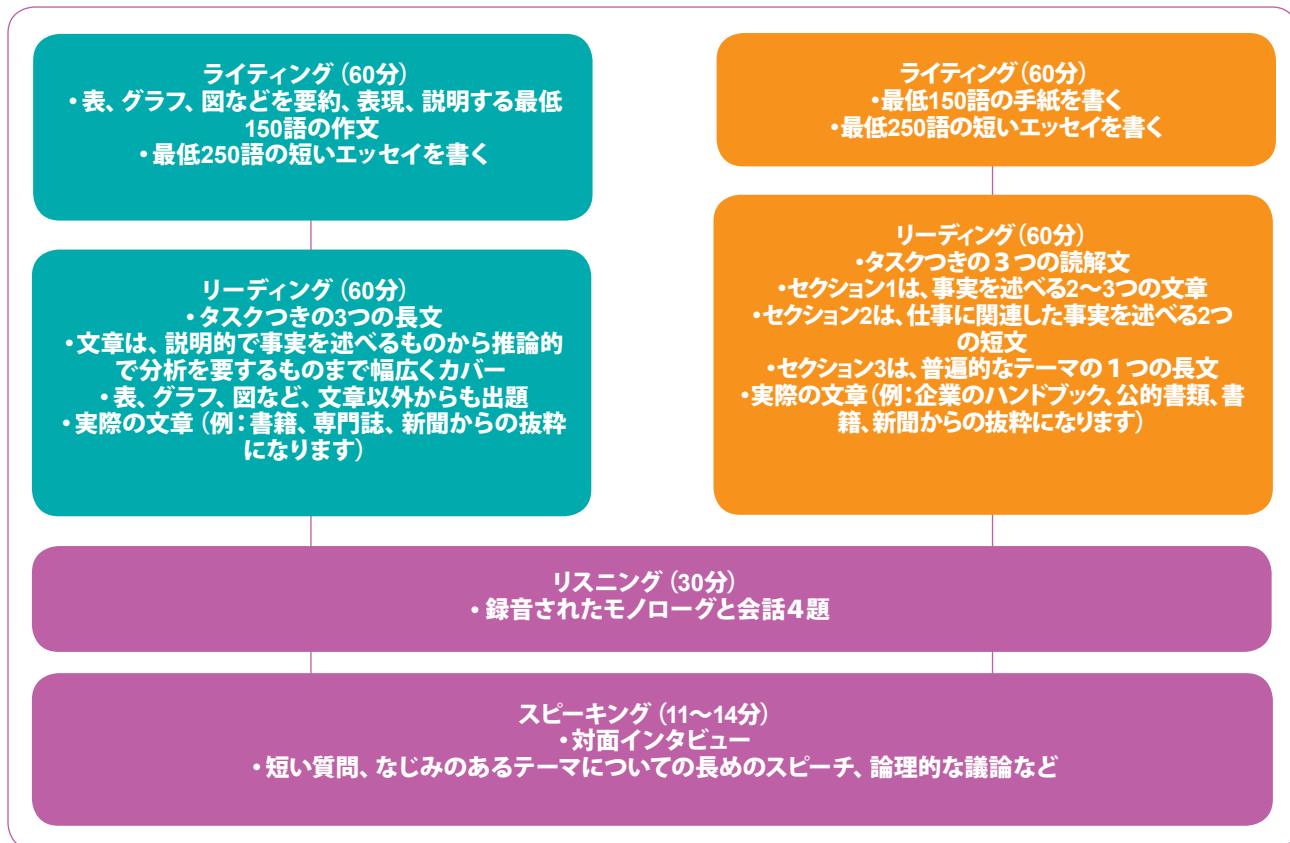 ライティング（60分）
・表、グラフ、図などを要約、表現、説明する最低
150語の作文
・最低250語の短いエッセイを書く
リーディング（60分）
・タスクつきの3つの長文
・文章は、説明的で事実を述べるものから推論的
で分析を要するものまで幅広くカバー
・表、グラフ、図など、文章以外からも出題
・実際の文章（例：書籍、専門誌、新聞からの抜粋
になります）
ライティング（60分）
・最低150語の手紙を書く
・最低250語の短いエッセイを書く
リーディング（60分）
・タスクつきの３つの読解文
・セクション1は、事実を述べる2～3つの文章
・セクション2は、仕事に関連した事実を述べる2つ
の短文
・セクション3は、普遍的なテーマの１つの長文
・実際の文章（例：企業のハンドブック、公的書類、書
籍、新聞からの抜粋になります）
リスニング（30分）
・録音されたモノローグと会話４題
スピーキング（11～14分）
・対面インタビュー
・短い質問、なじみのあるテーマについての長めのスピーチ、論理的な議論など